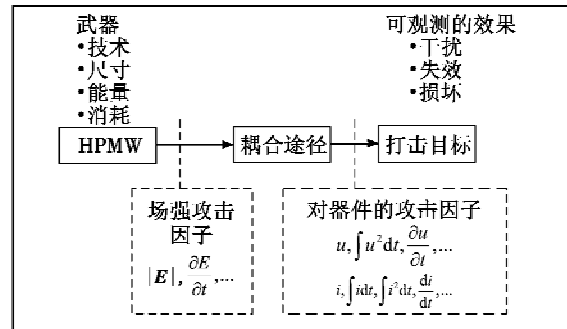 武器
•技术
•尺寸
•能量
•消耗
可观测的效果
•干扰
•失效
•损坏
HPMW
耦合途径
打击目标
场强攻击
因子
|E|, ∂E/∂t ,...
对器件的攻击因子
u, ∫u²dt, ∂u/∂t ,...
i, ∫idt, ∫i²dt, di/dt ,...